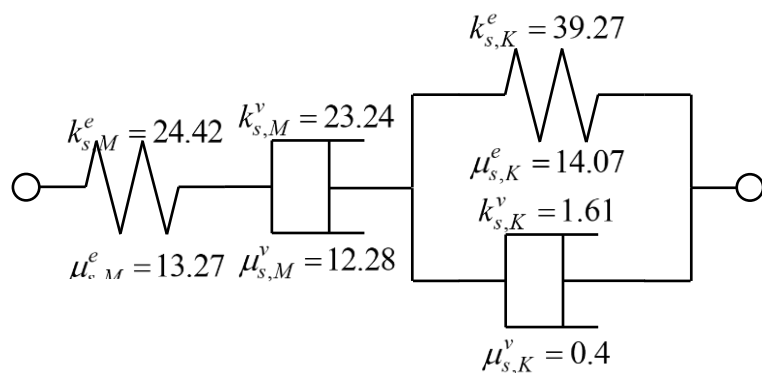 k^e_{s,K} = 39.27
k^e_{s,M} = 24.42
k^v_{s,M} = 23.24
μ^e_{s,K} = 14.07
k^v_{s,K} = 1.61
μ^e_{s,M} = 13.27
μ^v_{s,M} = 12.28
μ^v_{s,K} = 0.4